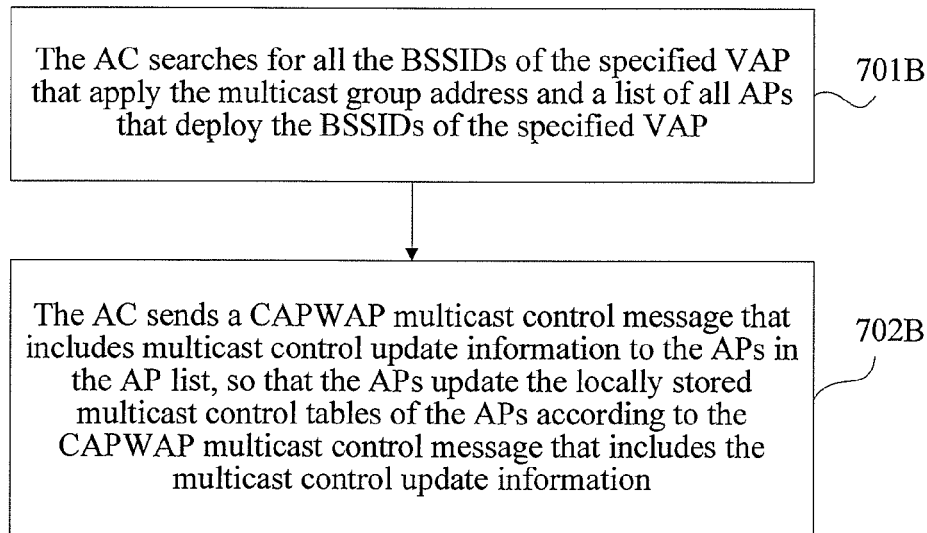 The AC searches for all the BSSIDs of the specified VAP
that apply the multicast group address and a list of all APs
that deploy the BSSIDs of the specified VAP
701B
The AC sends a CAPWAP multicast control message that
includes multicast control update information to the APs in
the AP list, so that the APs update the locally stored
multicast control tables of the APs according to the
CAPWAP multicast control message that includes the
multicast control update information
702B